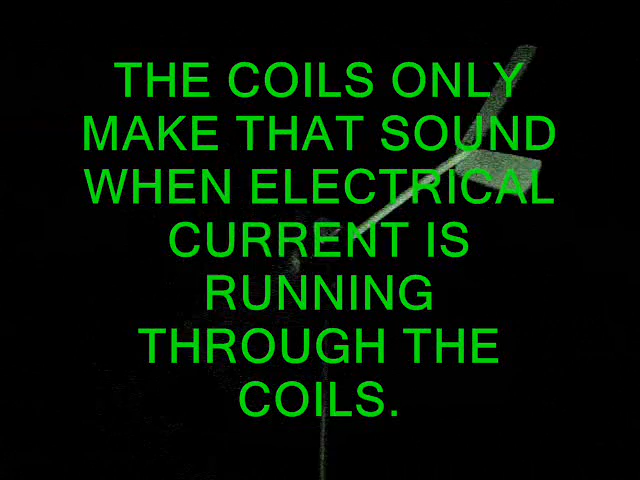 THE COILS ONLY
MAKE THAT SOUND
WHEN ELECTRICAL
CURRENT IS
RUNNING
THROUGH THE
COILS.